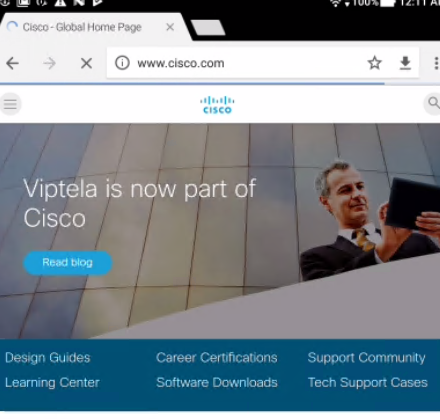 100% 12:11 AM
Cisco - Global Home Page
www.cisco.com
CISCO
Viptela is now part of
Cisco
Read blog
Design Guides Career Certifications Support Community
Learning Center Software Downloads Tech Support Cases